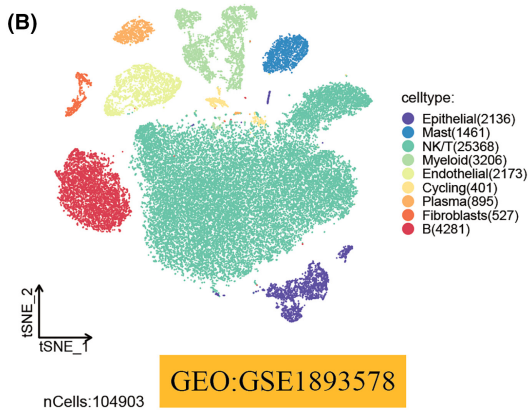 (B)
celltype:
Epithelial(2136)
Mast(1461)
NK/T(25368)
Myeloid(3206)
Endothelial(2173)
Cycling(401)
Plasma(895)
Fibroblasts(527)
B(4281)
tSNE_2
tSNE_1
nCells:104903
GEO:GSE1893578